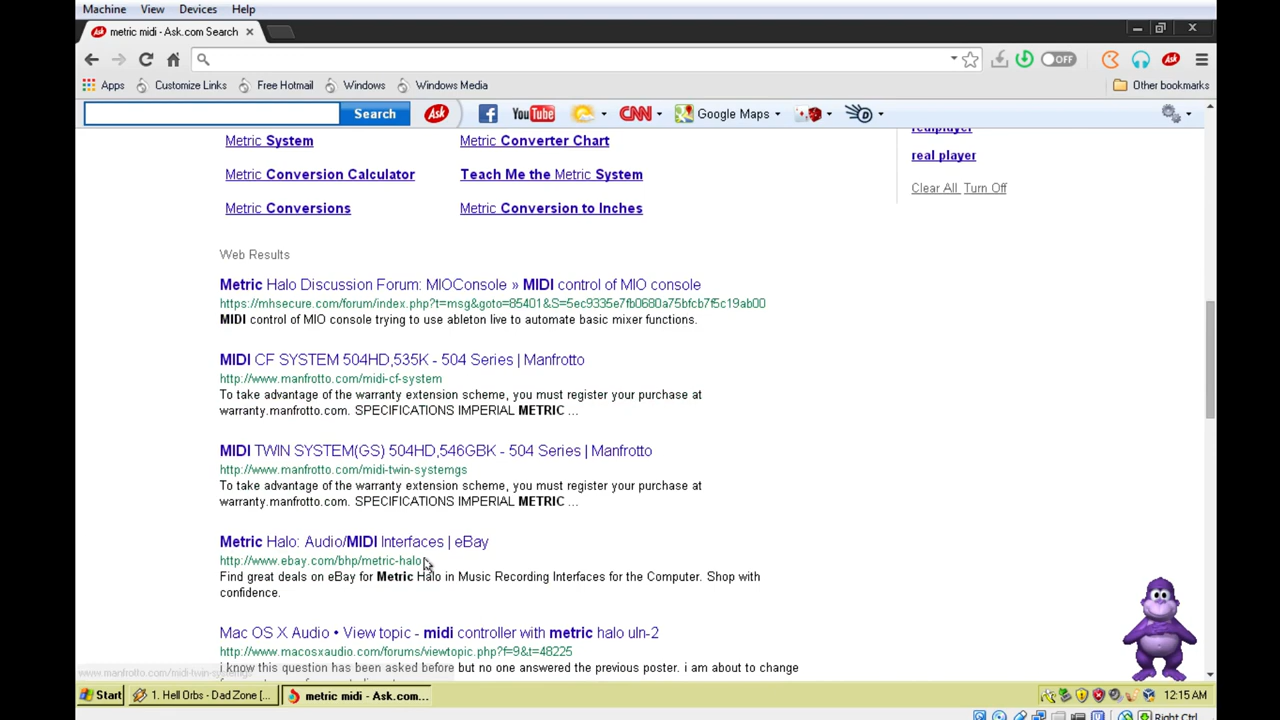 Machine View Devices Help
metric midi - Ask.com Search
OFF
Ask
Apps Customize Links Free Hotmail Windows Windows Media Other bookmarks
Search Ask YouTube CNN Google Maps
Metric System Metric Converter Chart
realplayer
Metric Conversion Calculator Teach Me the Metric System
real player
Clear All Turn Off
Metric Conversions Metric Conversion to Inches
Web Results
Metric Halo Discussion Forum: MIOConsole » MIDI control of MIO console
https://mhsecure.com/forum/index.php?t=msg&goto=85401&S=5ec9335e7fb0680a75bfcb7f5c19ab00
MIDI control of MIO console trying to use ableton live to automate basic mixer functions.
MIDI CF SYSTEM 504HD,535K - 504 Series | Manfrotto
http://www.manfrotto.com/midi-cf-system
To take advantage of the warranty extension scheme, you must register your purchase at
warranty.manfrotto.com. SPECIFICATIONS IMPERIAL METRIC ...
MIDI TWIN SYSTEM(GS) 504HD,546GBK - 504 Series | Manfrotto
http://www.manfrotto.com/midi-twin-systemgs
To take advantage of the warranty extension scheme, you must register your purchase at
warranty.manfrotto.com. SPECIFICATIONS IMPERIAL METRIC ...
Metric Halo: Audio/MIDI Interfaces | eBay
http://www.ebay.com/bhp/metric-halo
Find great deals on eBay for Metric Halo in Music Recording Interfaces for the Computer. Shop with
confidence.
Mac OS X Audio • View topic - midi controller with metric halo uln-2
http://www.macosxaudio.com/forums/viewtopic.php?f=9&t=48225
i know this question has been asked before but no one answered the previous poster. i am about to change
www.manfrotto.com/midi-twin-systemgs
Start 1. Hell Orbs - Dad Zone [... metric midi - Ask.com... 12:15 AM
Right Ctrl